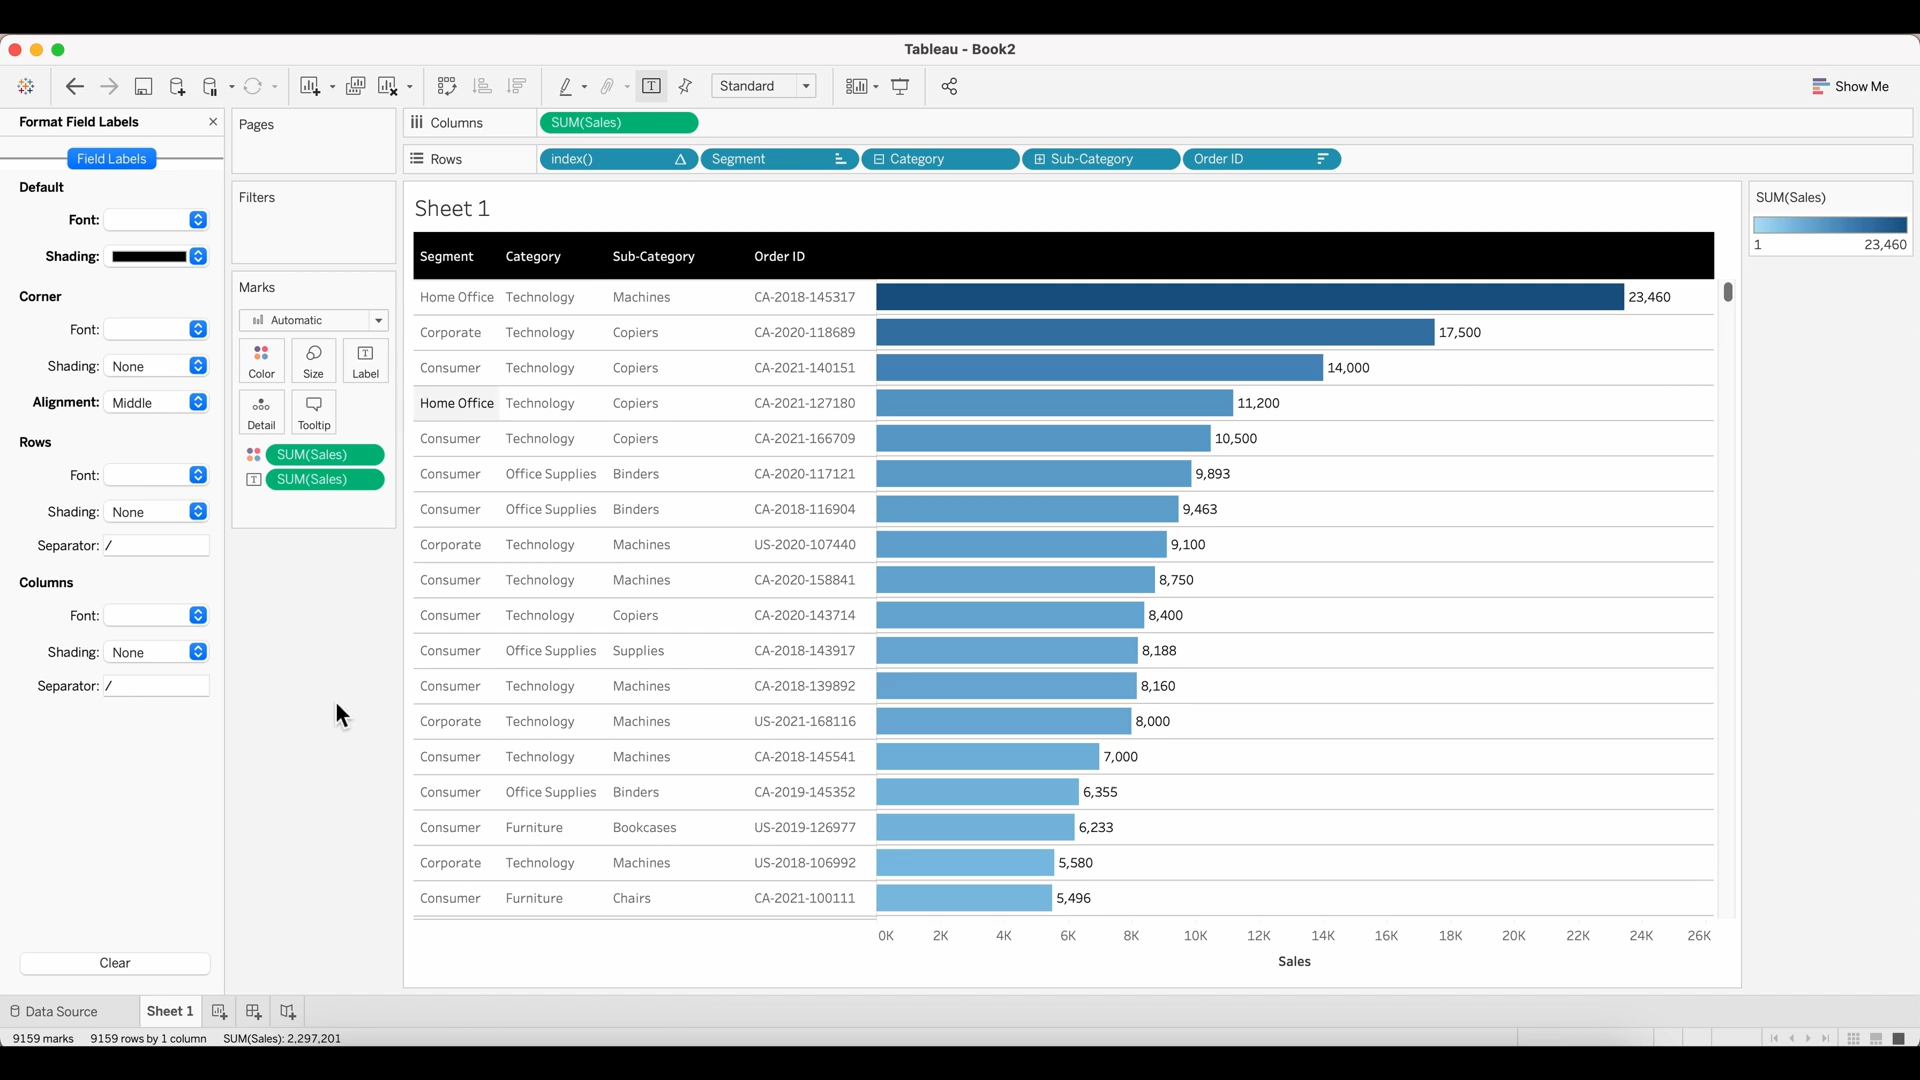 Tableau - Book2
Standard
Show Me
Format Field Labels
Field Labels
Default
Font:
Shading:
Corner
Font:
Shading: None
Alignment: Middle
Rows
Font:
Shading: None
Separator: /
Columns
Font:
Shading: None
Separator: /
Clear
Pages
Filters
Marks
Automatic
Color Size Label
Detail Tooltip
SUM(Sales)
SUM(Sales)
Columns SUM(Sales)
Rows index() Segment Category Sub-Category Order ID
Sheet 1
Segment Category Sub-Category Order ID
Home Office Technology Machines CA-2018-145317 23,460
Corporate Technology Copiers CA-2020-118689 17,500
Consumer Technology Copiers CA-2021-140151 14,000
Home Office Technology Copiers CA-2021-127180 11,200
Consumer Technology Copiers CA-2021-166709 10,500
Consumer Office Supplies Binders CA-2020-117121 9,893
Consumer Office Supplies Binders CA-2018-116904 9,463
Corporate Technology Machines US-2020-107440 9,100
Consumer Technology Machines CA-2020-158841 8,750
Consumer Technology Copiers CA-2020-143714 8,400
Consumer Office Supplies Supplies CA-2018-143917 8,188
Consumer Technology Machines CA-2018-139892 8,160
Corporate Technology Machines US-2021-168116 8,000
Consumer Technology Machines CA-2018-145541 7,000
Consumer Office Supplies Binders CA-2019-145352 6,355
Consumer Furniture Bookcases US-2019-126977 6,233
Corporate Technology Machines US-2018-106992 5,580
Consumer Furniture Chairs CA-2021-100111 5,496
0K 2K 4K 6K 8K 10K 12K 14K 16K 18K 20K 22K 24K 26K
Sales
SUM(Sales)
1 23,460
Data Source Sheet 1
9159 marks 9159 rows by 1 column SUM(Sales): 2,297,201